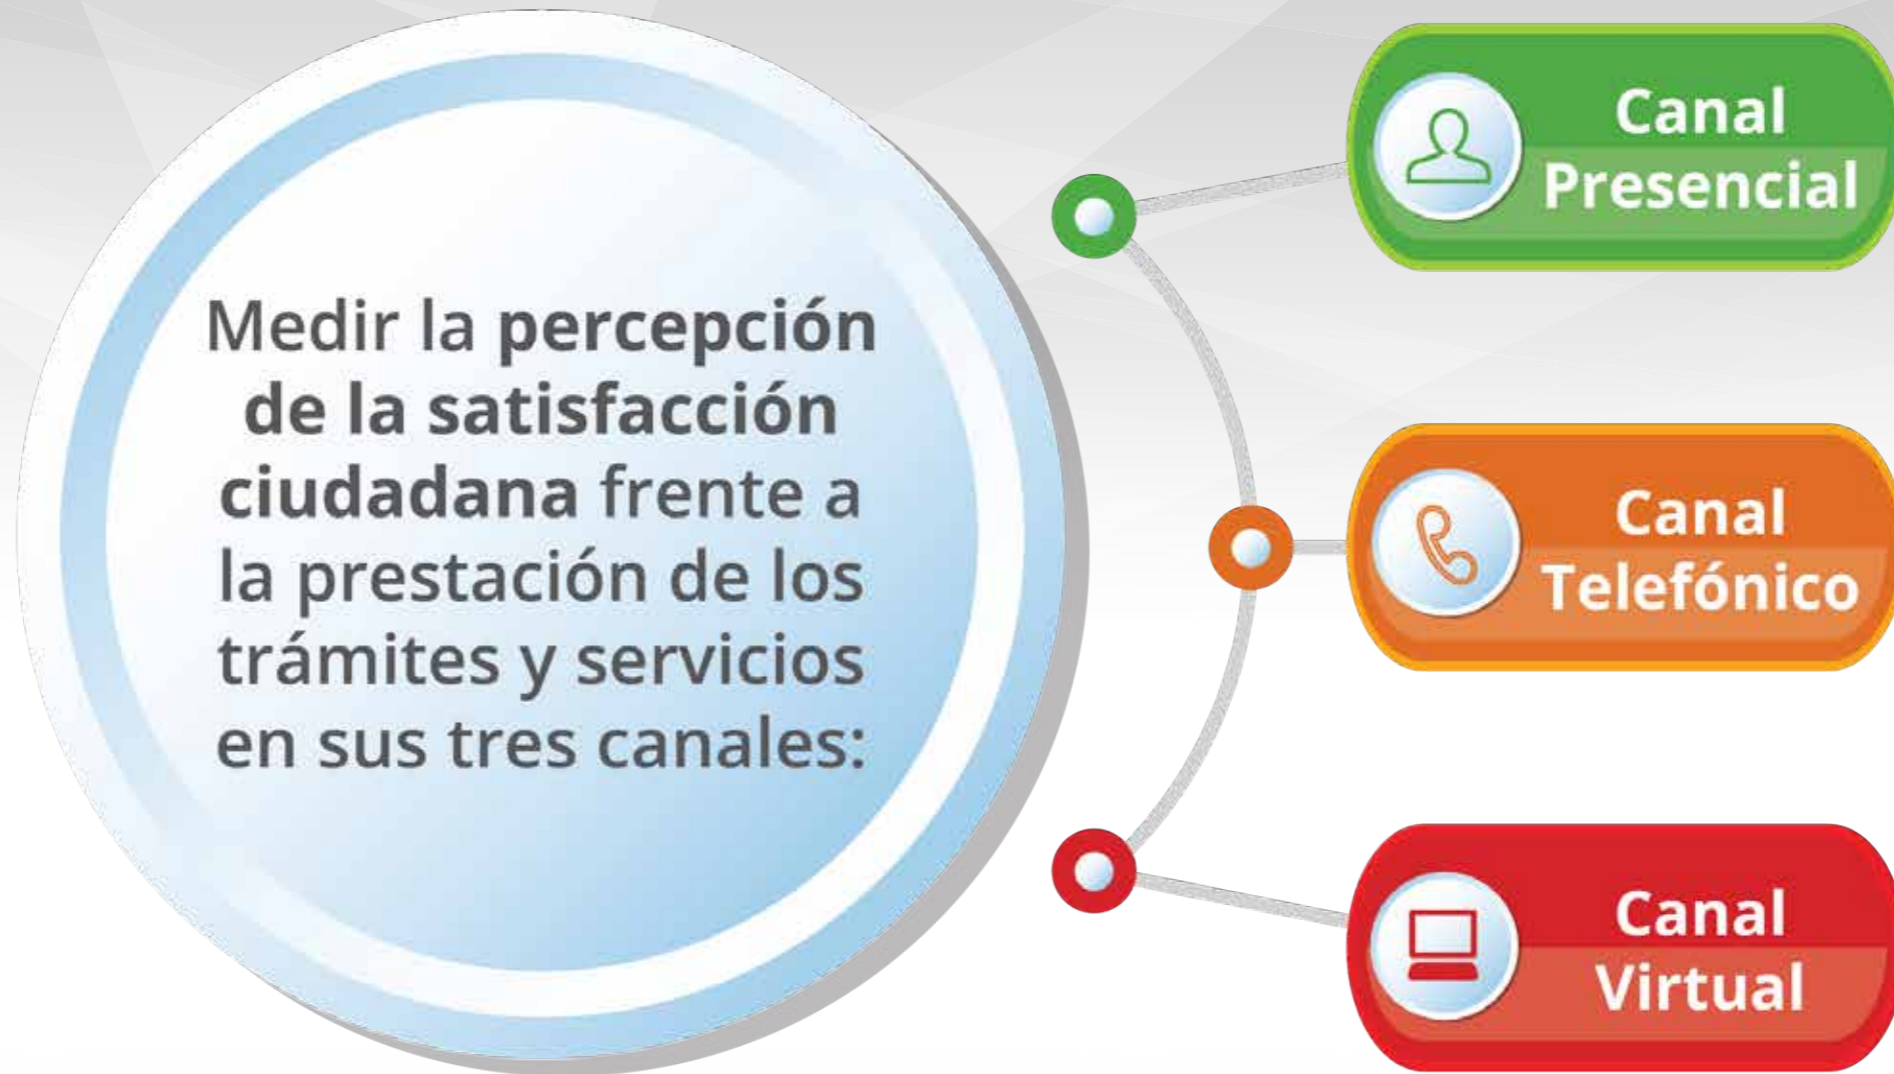 Medir la percepción
de la satisfacción
ciudadana frente a
la prestación de los
trámites y servicios
en sus tres canales:
Canal
Presencial
Canal
Telefónico
Canal
Virtual